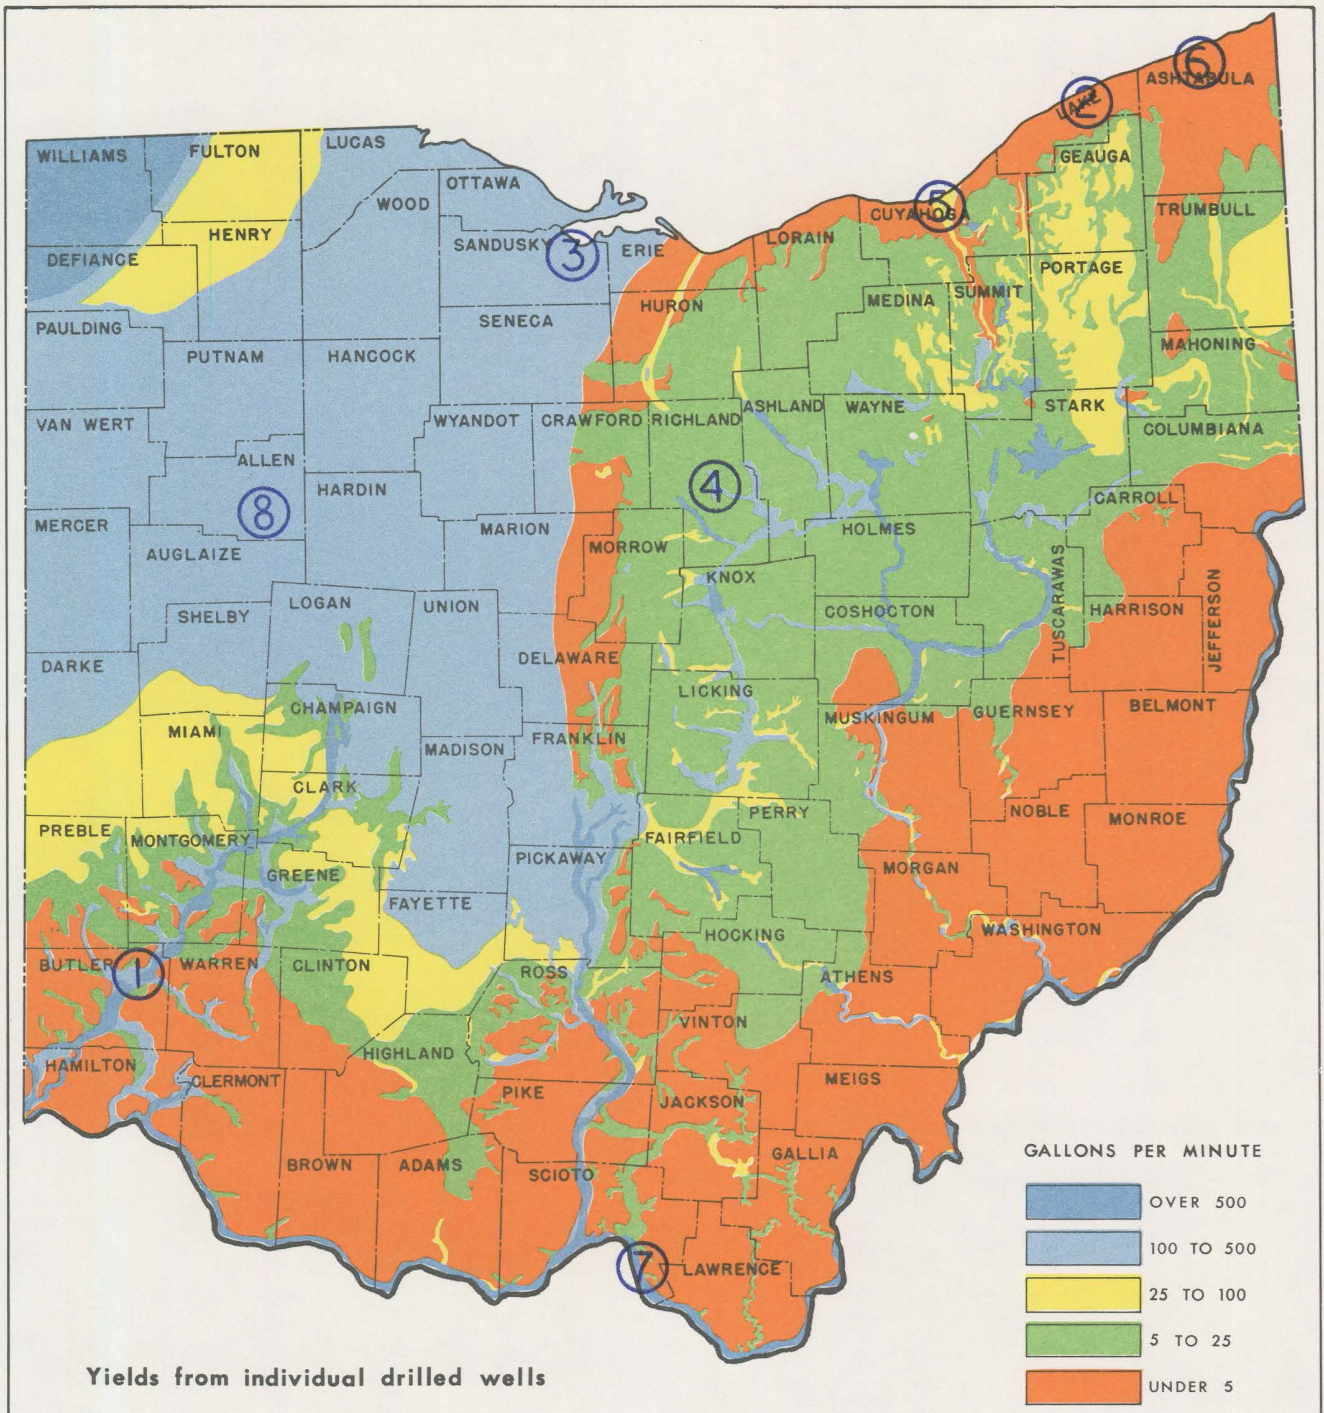 6
ASHTABULA
2
LAKE
LUCAS
FULTON
WILLIAMS
GEAUGA
OTTAWA
WOOD
5
CUYAHOGA
TRUMBULL
HENRY
SANDUSKY
3
ERIE
LORAIN
DEFIANCE
PORTAGE
SUMMIT
MEDINA
HURON
PAULDING
SENECA
MAHONING
PUTNAM
HANCOCK
STARK
VAN WERT
WYANDOT
CRAWFORD
RICHLAND
ASHLAND
WAYNE
COLUMBIANA
ALLEN
HARDIN
4
CARROLL
8
MERCER
MARION
HOLMES
AUGLAIZE
MORROW
KNOX
TUSCARAWAS
JEFFERSON
LOGAN
UNION
SHELBY
COSHOCTON
HARRISON
DARKE
DELAWARE
LICKING
CHAMPAIGN
MUSKINGUM
GUERNSEY
BELMONT
MIAMI
MADISON
FRANKLIN
CLARK
PREBLE
MONTGOMERY
PERRY
NOBLE
MONROE
FAIRFIELD
PICKAWAY
GREENE
MORGAN
FAYETTE
HOCKING
WASHINGTON
BUTLER
1
WARREN
CLINTON
ROSS
ATHENS
VINTON
HIGHLAND
HAMILTON
CLERMONT
PIKE
JACKSON
MEIGS
BROWN
ADAMS
SCIOTO
GALLIA
7
LAWRENCE
GALLONS PER MINUTE
OVER 500
100 TO 500
25 TO 100
5 TO 25
UNDER 5
Yields from individual drilled wells